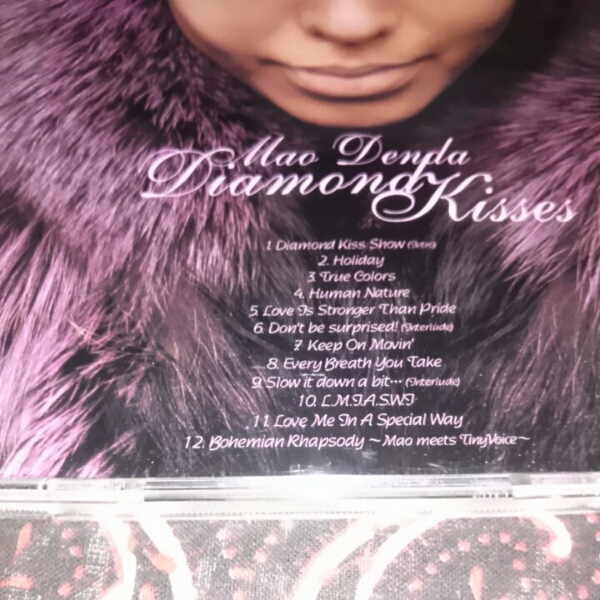 Mao Denda
Diamond Kisses
1. Diamond Kiss Show (Intro)
2. Holiday
3. True Colors
4. Human Nature
5. Love Is Stronger Than Pride
6. Don't be surprised! (Interlude)
7. Keep On Movin'
8. Every Breath You Take
9. Slow it down a bit… (Interlude)
10. L.M.I.A.S.W.I
11. Love Me In A Special Way
12. Bohemian Rhapsody ～Mao meets TinyVoice～